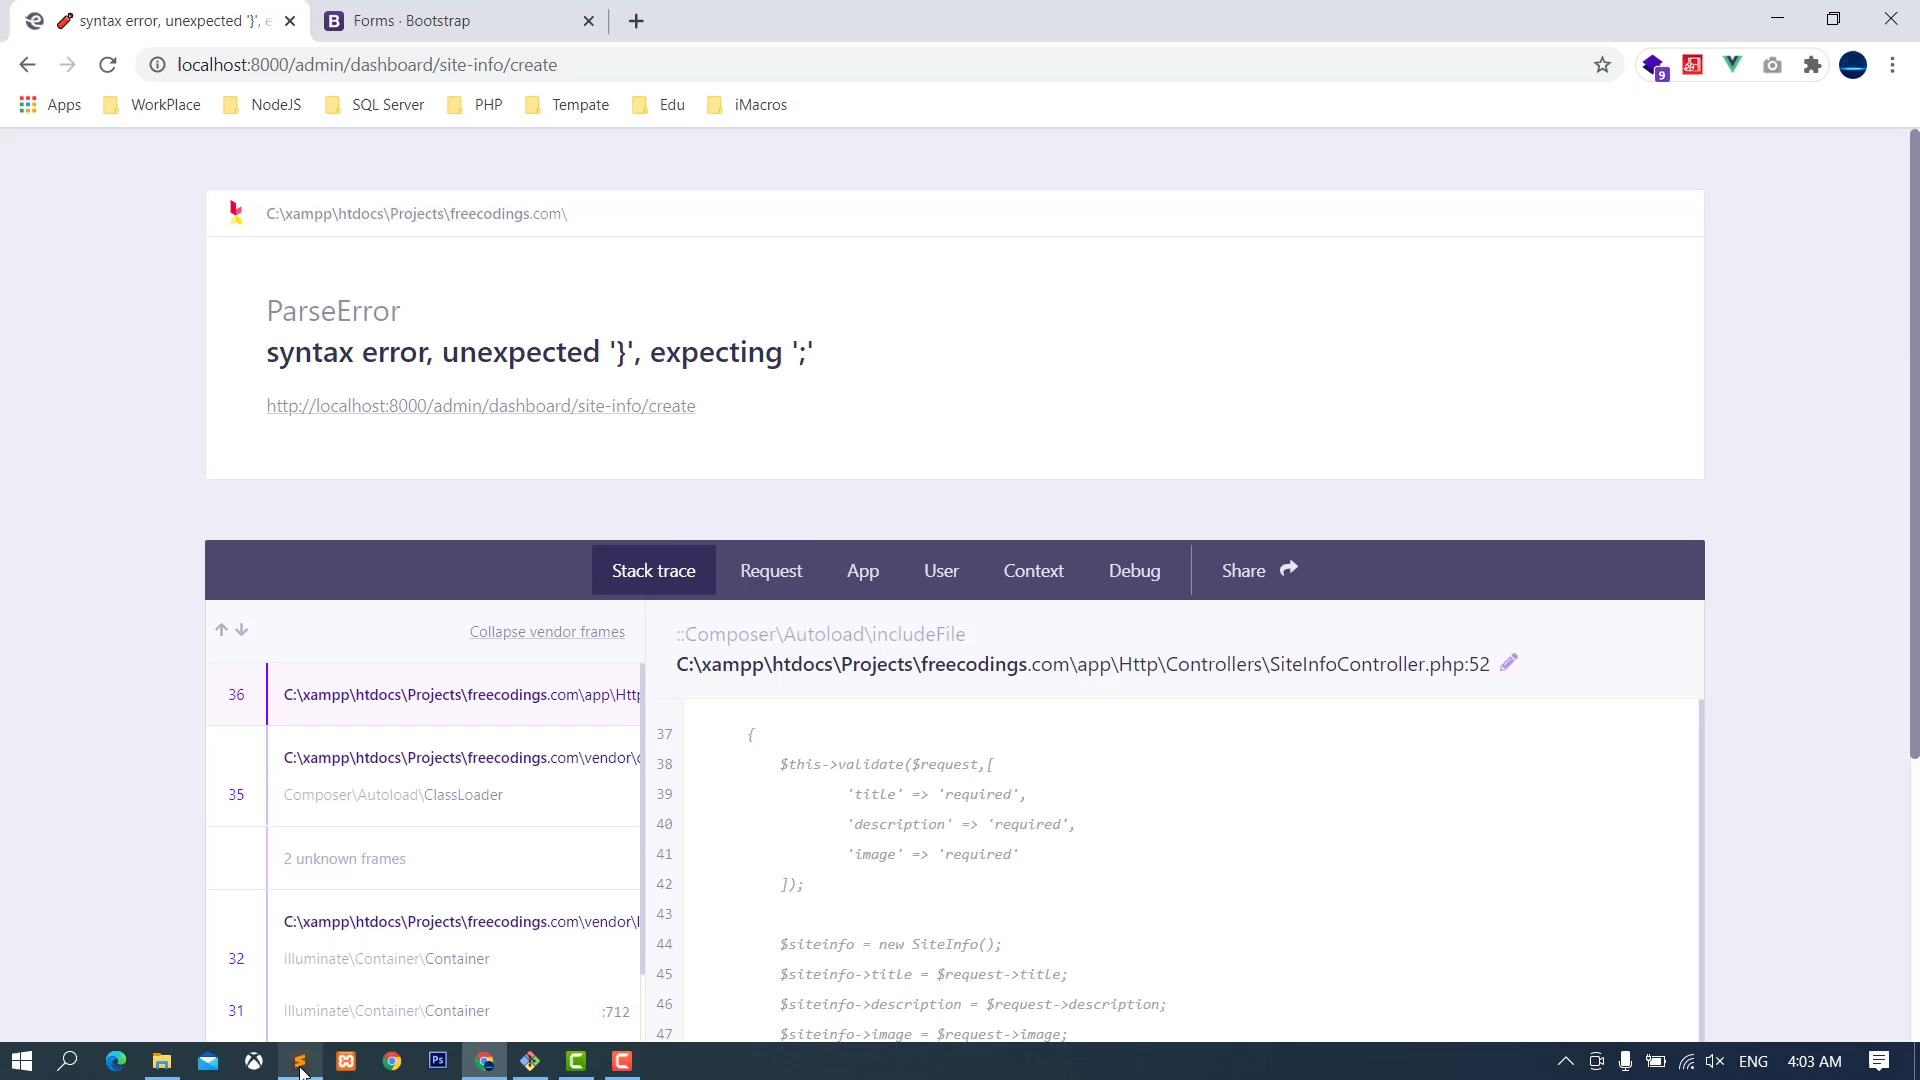 syntax error, unexpected '}', e
Forms · Bootstrap
localhost:8000/admin/dashboard/site-info/create
9
Apps
WorkPlace
NodeJS
SQL Server
PHP
Tempate
Edu
iMacros
C:\xampp\htdocs\Projects\freecodings.com\
ParseError
syntax error, unexpected '}', expecting ';'
http://localhost:8000/admin/dashboard/site-info/create
Stack trace
Request
App
User
Context
Debug
Share
Collapse vendor frames
::Composer\Autoload\includeFile
C:\xampp\htdocs\Projects\freecodings.com\app\Http\Controllers\SiteInfoController.php:52
36
C:\xampp\htdocs\Projects\freecodings.com\app\Http
C:\xampp\htdocs\Projects\freecodings.com\vendor\
35
Composer\Autoload\ClassLoader
2 unknown frames
C:\xampp\htdocs\Projects\freecodings.com\vendor\
32
Illuminate\Container\Container
31
Illuminate\Container\Container
:712
37 {
38 $this->validate($request,[
39 'title' => 'required',
40 'description' => 'required',
41 'image' => 'required'
42 ]);
43
44 $siteinfo = new SiteInfo();
45 $siteinfo->title = $request->title;
46 $siteinfo->description = $request->description;
47 $siteinfo->image = $request->image;
Ps
ENG
4:03 AM